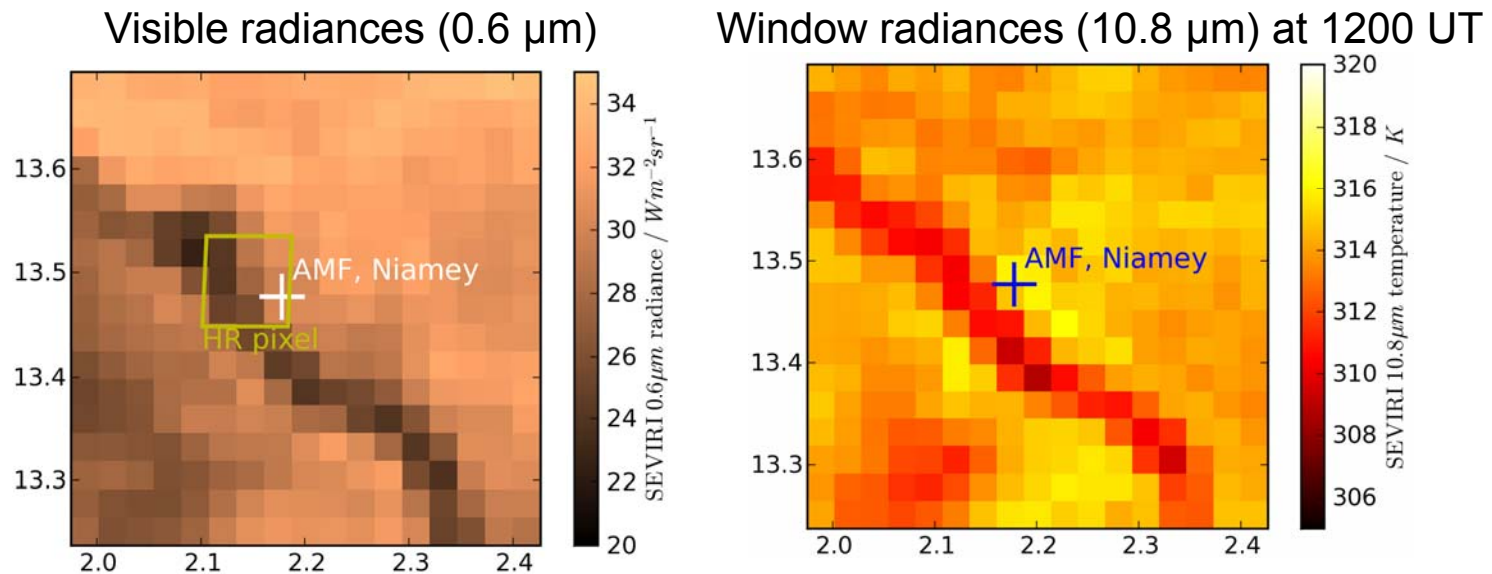 Visible radiances (0.6 µm)
Window radiances (10.8 µm) at 1200 UT
13.6
13.5
13.4
13.3
2.0 2.1 2.2 2.3 2.4
AMF, Niamey
HR pixel
34
32
30
28
26
24
22
20
SEVIRI 0.6µm radiance / Wm⁻²sr⁻¹
13.6
13.5
13.4
13.3
2.0 2.1 2.2 2.3 2.4
AMF, Niamey
320
318
316
314
312
310
308
306
SEVIRI 10.8µm temperature / K